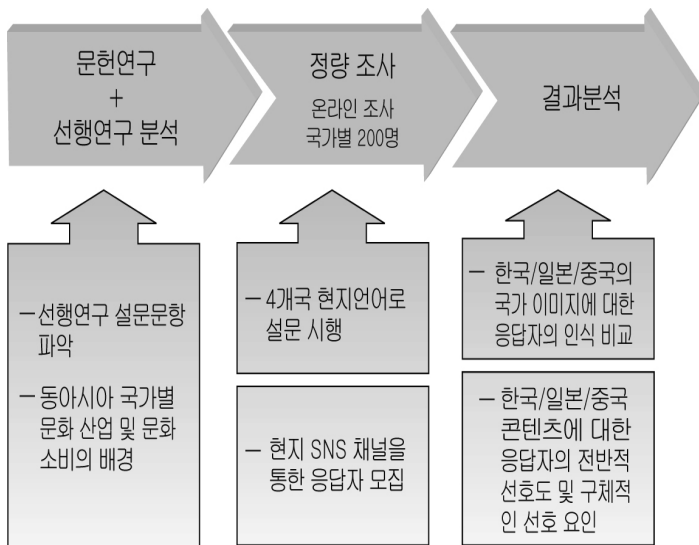 문헌연구
+
선행연구 분석
정량 조사
온라인 조사
국가별 200명
결과분석
– 선행연구 설문문항
파악
– 동아시아 국가별
문화 산업 및 문화
소비의 배경
– 4개국 현지언어로
설문 시행
– 현지 SNS 채널을
통한 응답자 모집
– 한국/일본/중국의
국가 이미지에 대한
응답자의 인식 비교
– 한국/일본/중국
콘텐츠에 대한
응답자의 전반적
선호도 및 구체적
인 선호 요인